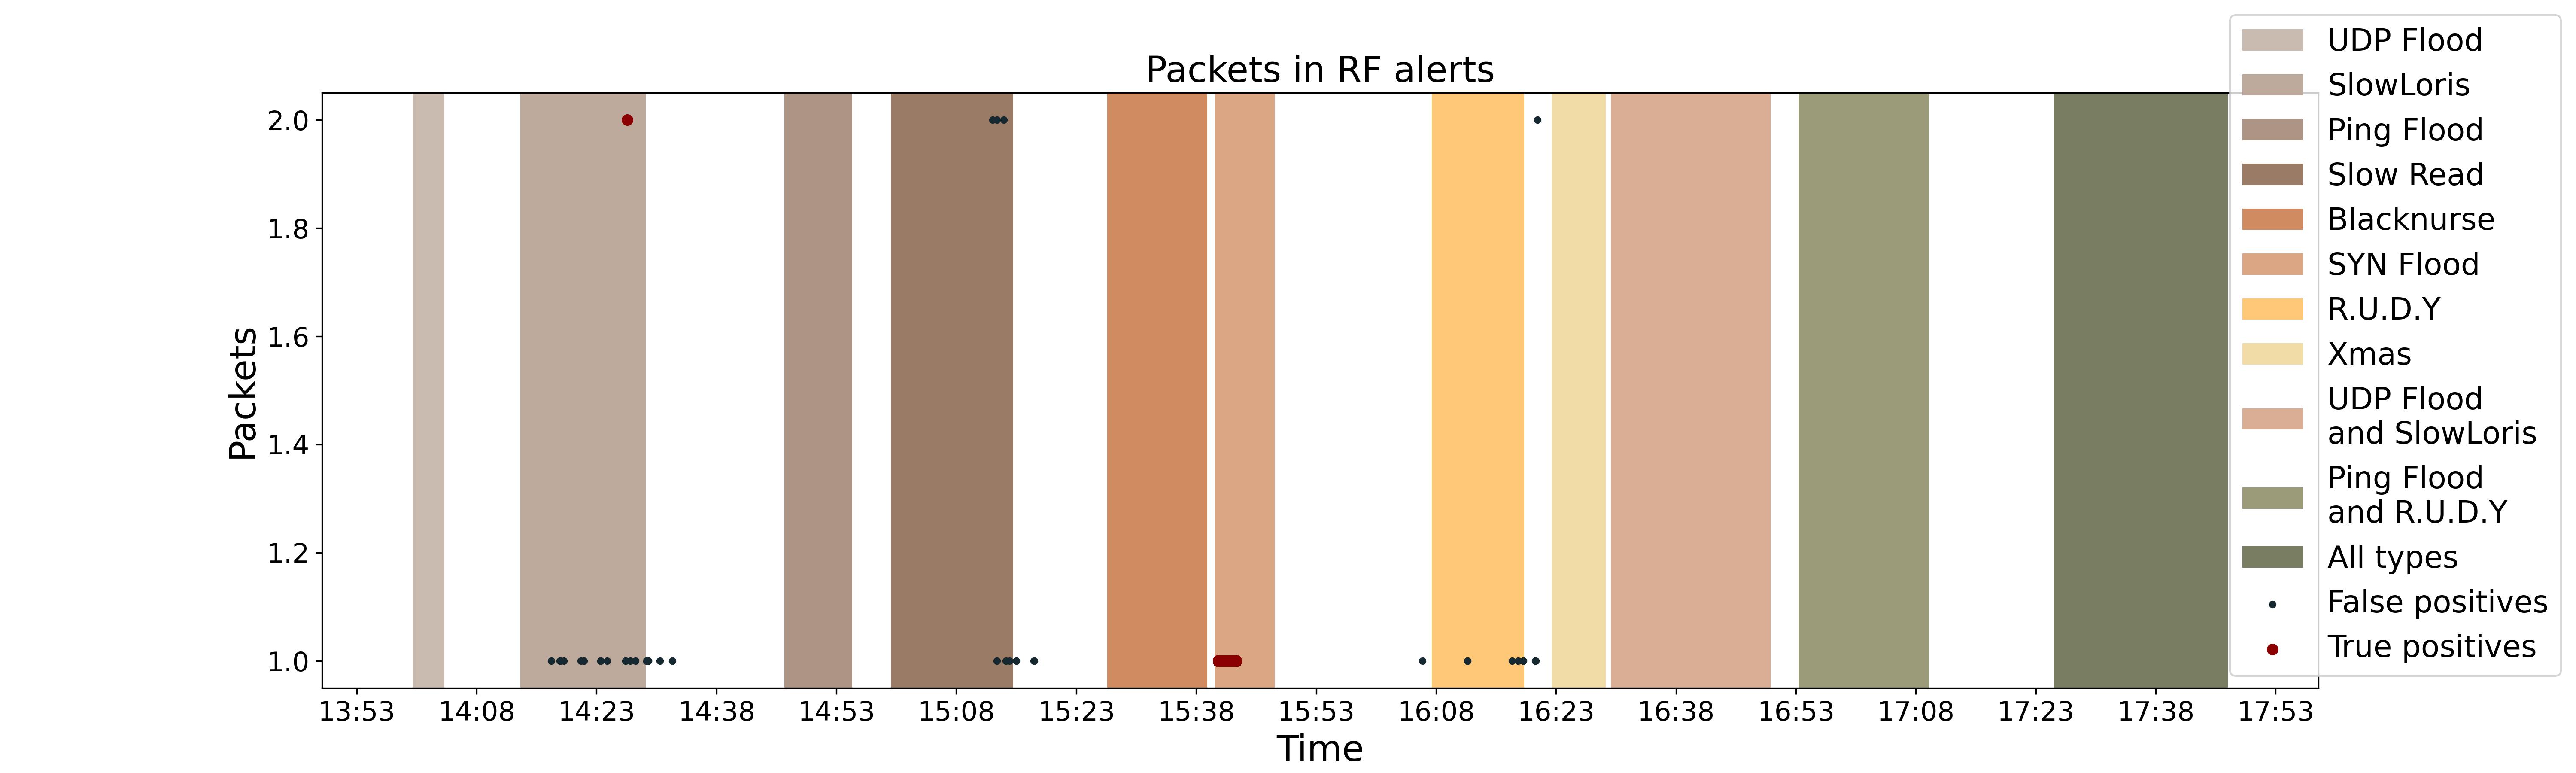 Packets in RF alerts
Packets
2.0
1.8
1.6
1.4
1.2
1.0
13:53 14:08 14:23 14:38 14:53 15:08 15:23 15:38 15:53 16:08 16:23 16:38 16:53 17:08 17:23 17:38 17:53
Time
UDP Flood
SlowLoris
Ping Flood
Slow Read
Blacknurse
SYN Flood
R.U.D.Y
Xmas
UDP Flood
and SlowLoris
Ping Flood
and R.U.D.Y
All types
False positives
True positives